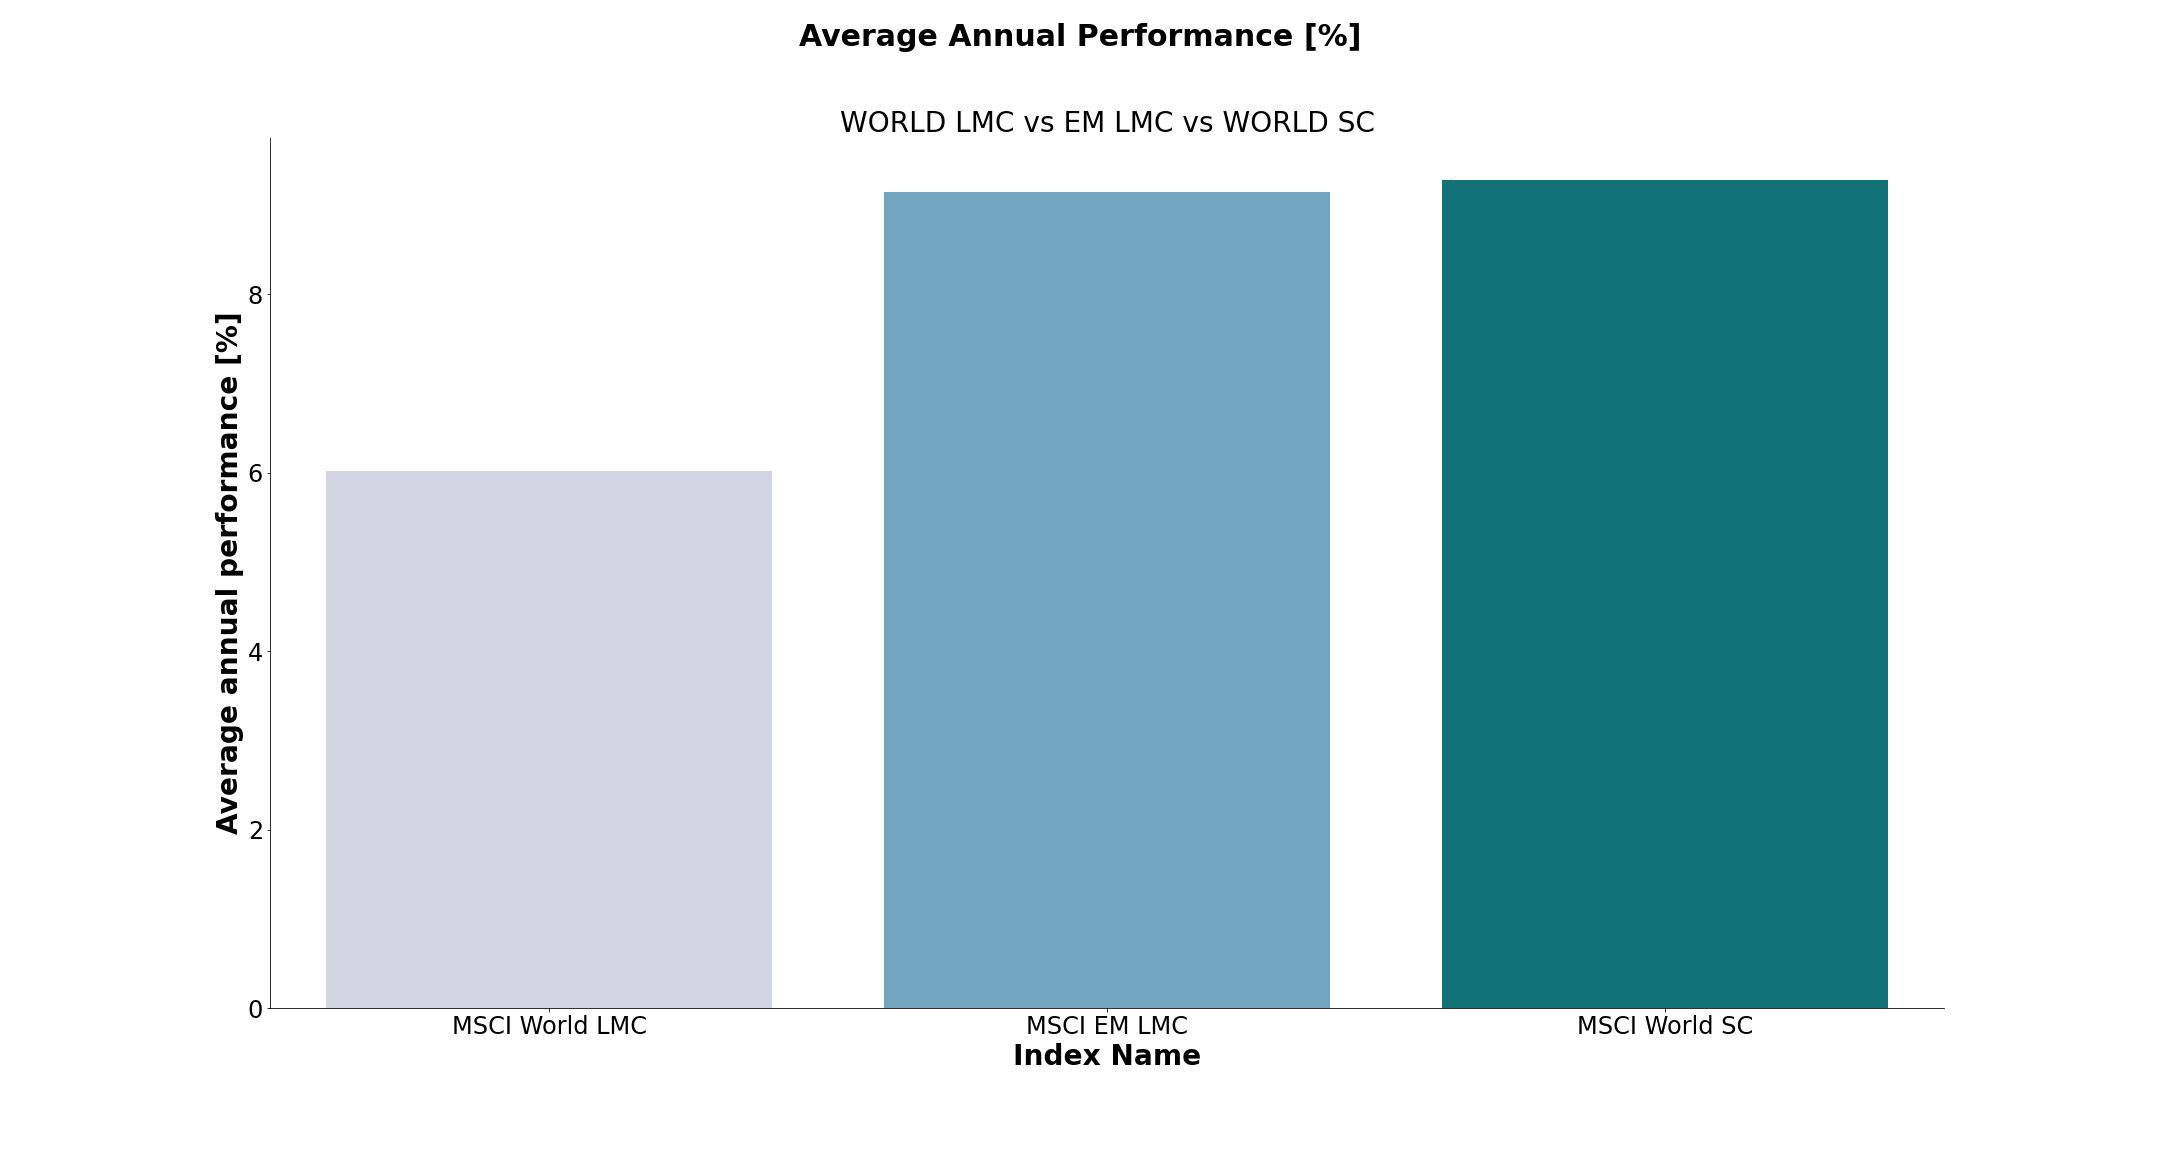 Average Annual Performance [%]
WORLD LMC vs EM LMC vs WORLD SC
Average annual performance [%]
8
6
4
2
0
MSCI World LMC
MSCI EM LMC
MSCI World SC
Index Name